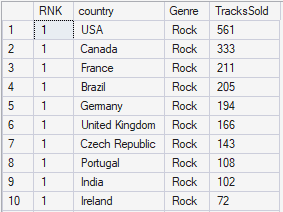 RNK country Genre TracksSold
1 1 USA Rock 561
2 1 Canada Rock 333
3 1 France Rock 211
4 1 Brazil Rock 205
5 1 Germany Rock 194
6 1 United Kingdom Rock 166
7 1 Czech Republic Rock 143
8 1 Portugal Rock 108
9 1 India Rock 102
10 1 Ireland Rock 72